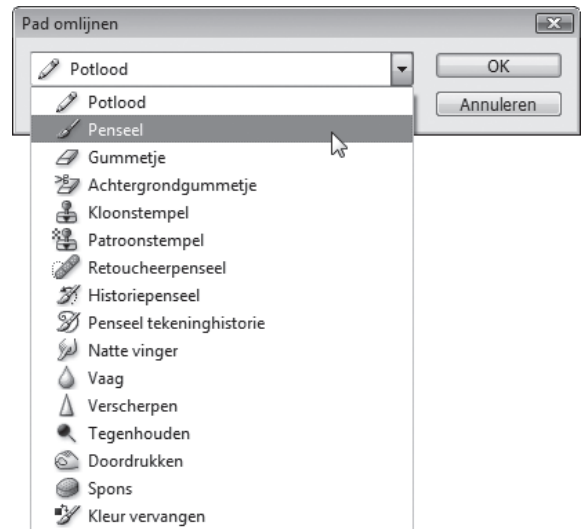 Pad omlijnen
Potlood
OK
Annuleren
Potlood
Penseel
Gummetje
Achtergrondgummetje
Kloonstempel
Patroonstempel
Retoucheerpenseel
Historiepenseel
Penseel tekeninghistorie
Natte vinger
Vaag
Verscherpen
Tegenhouden
Doordrukken
Spons
Kleur vervangen